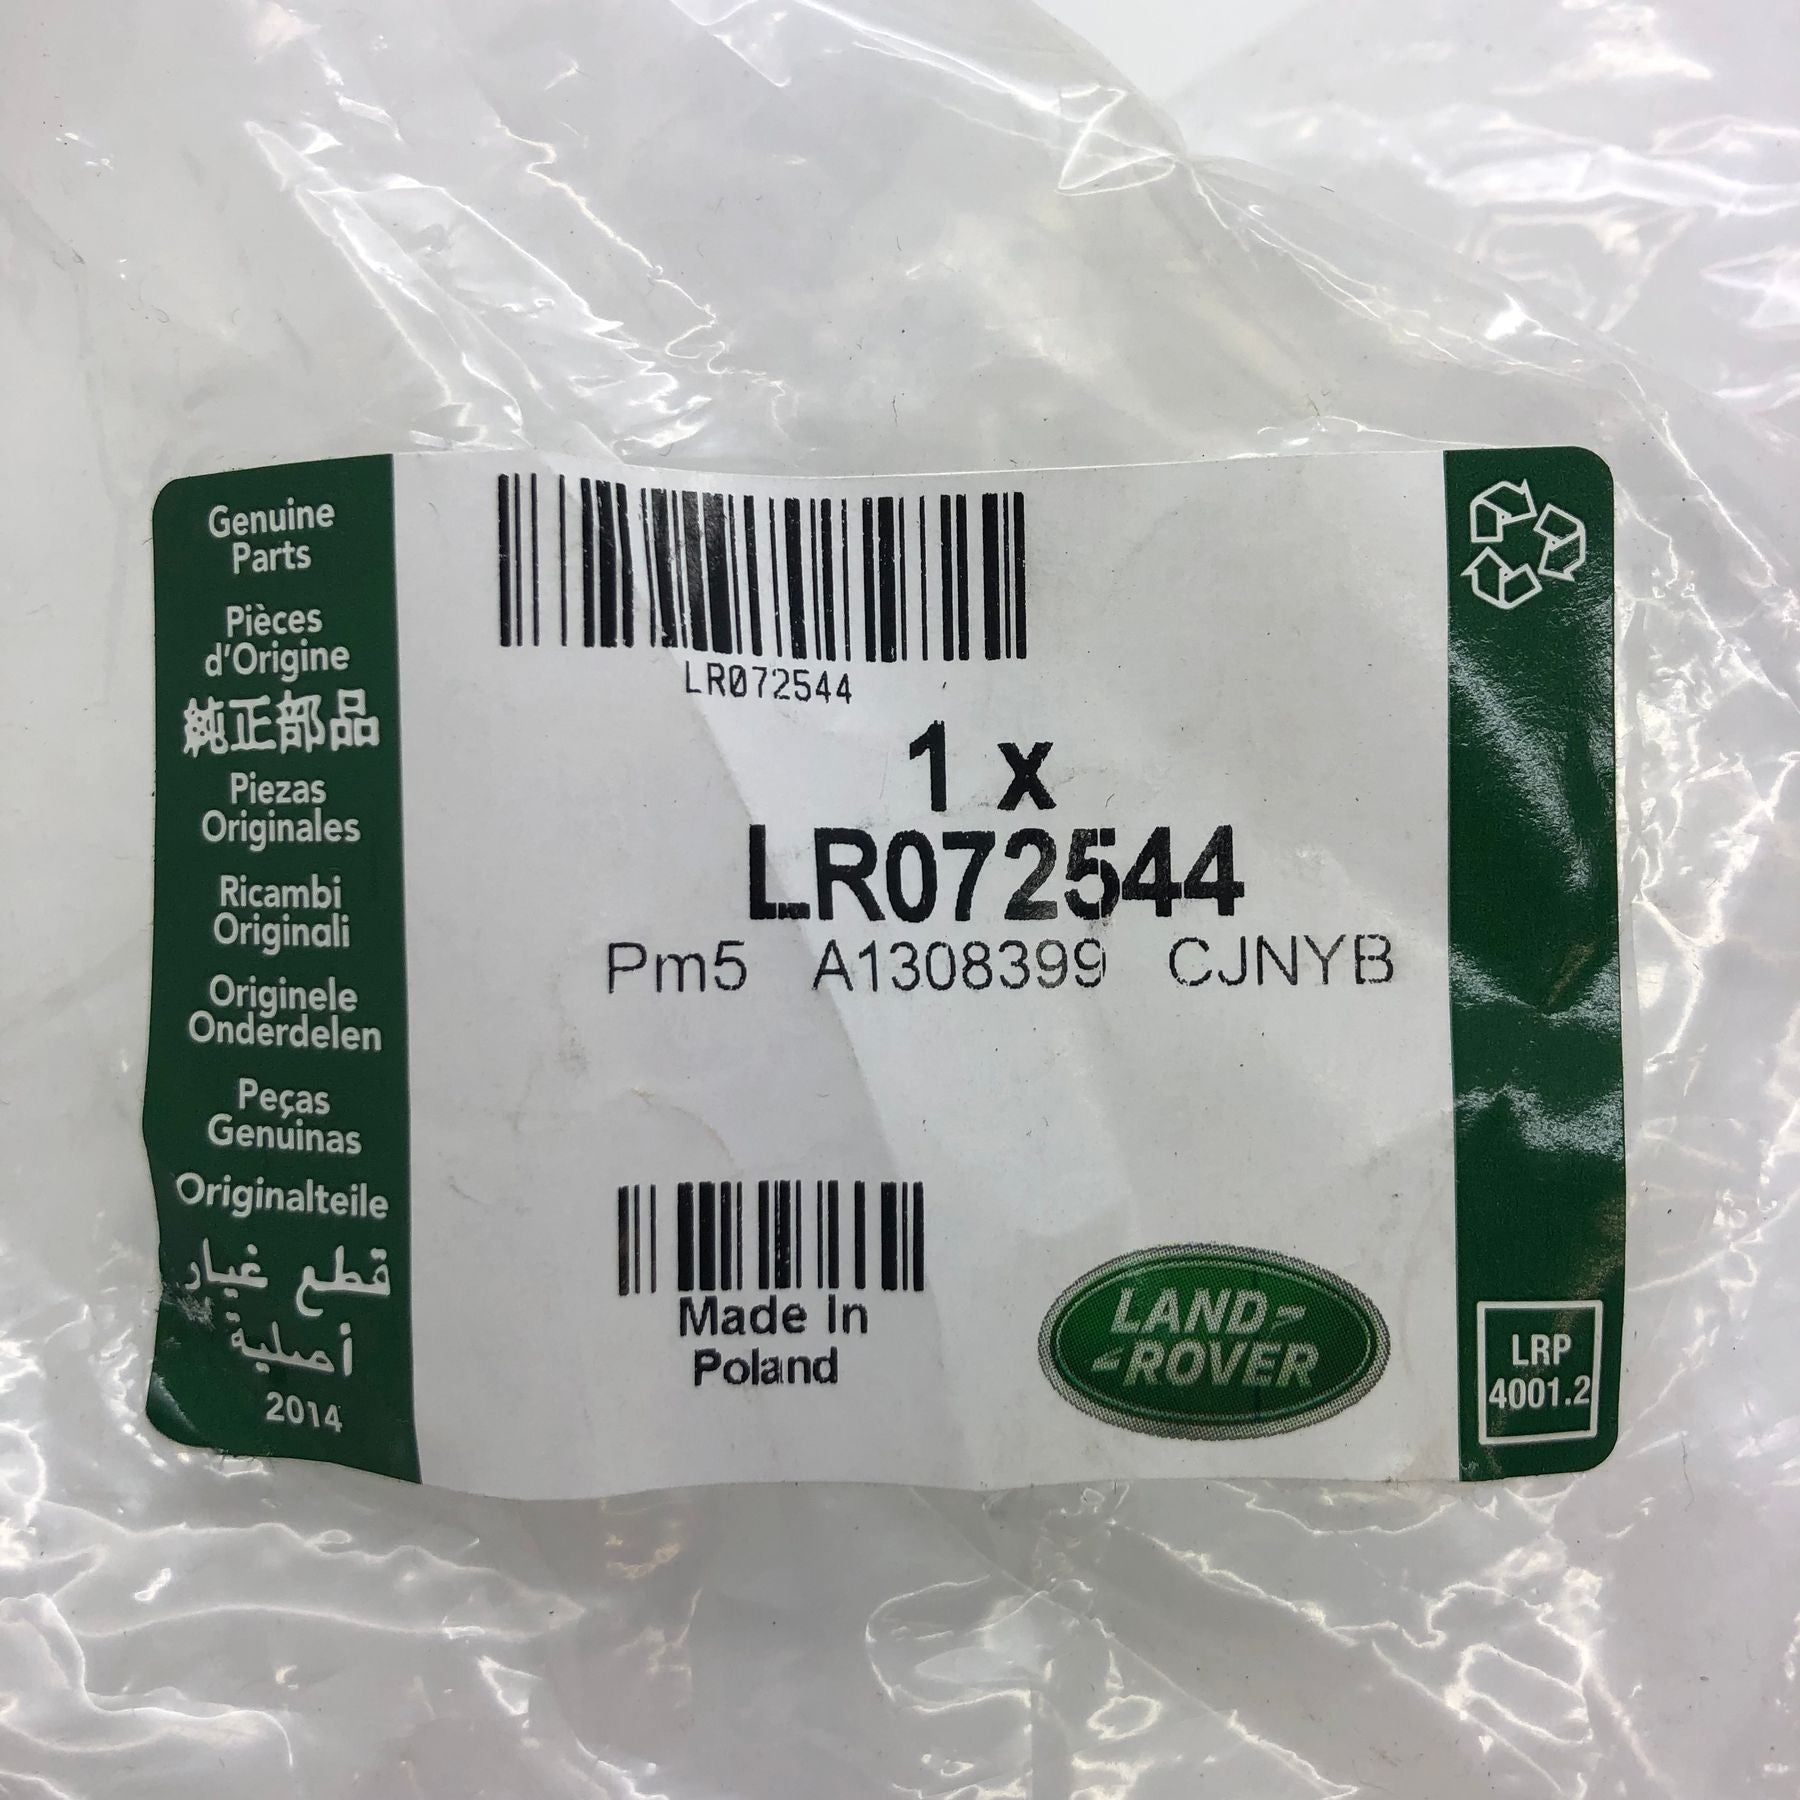 Genuine
Parts
Pièces
d'Origine
純正部品
Piezas
Originales
Ricambi
Originali
Originele
Onderdelen
Peças
Genuinas
Originalteile
قطع غيار
أصلية
2014
LR072544
1 x
LR072544
Pm5 A1308399 CJNYB
Made In
Poland
LAND-
ROVER
LRP
4001.2